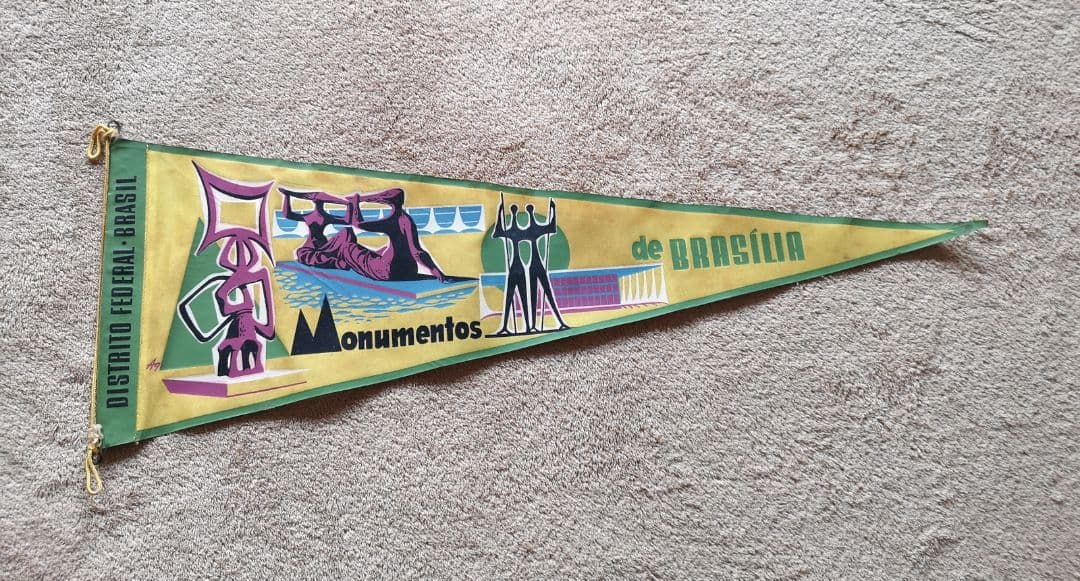 DISTRITO FEDERAL · BRASIL
Monumentos
de BRASÍLIA